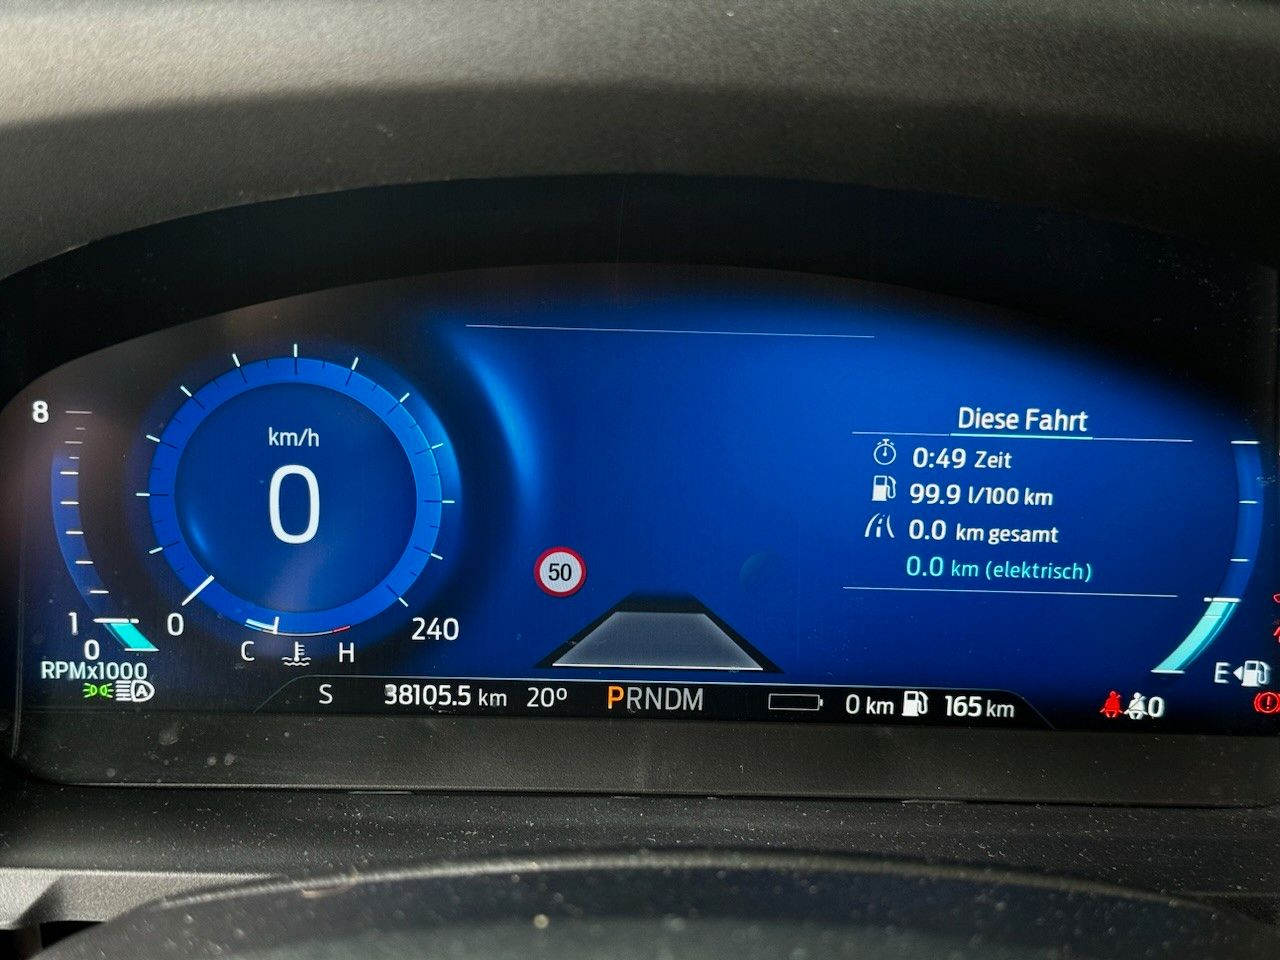 8
km/h
0
1
0
RPMx1000
0
240
C
H
50
Diese Fahrt
0:49 Zeit
99.9 l/100 km
0.0 km gesamt
0.0 km (elektrisch)
E
A
S
38105.5 km
20°
PRNDM
0 km
165 km
0